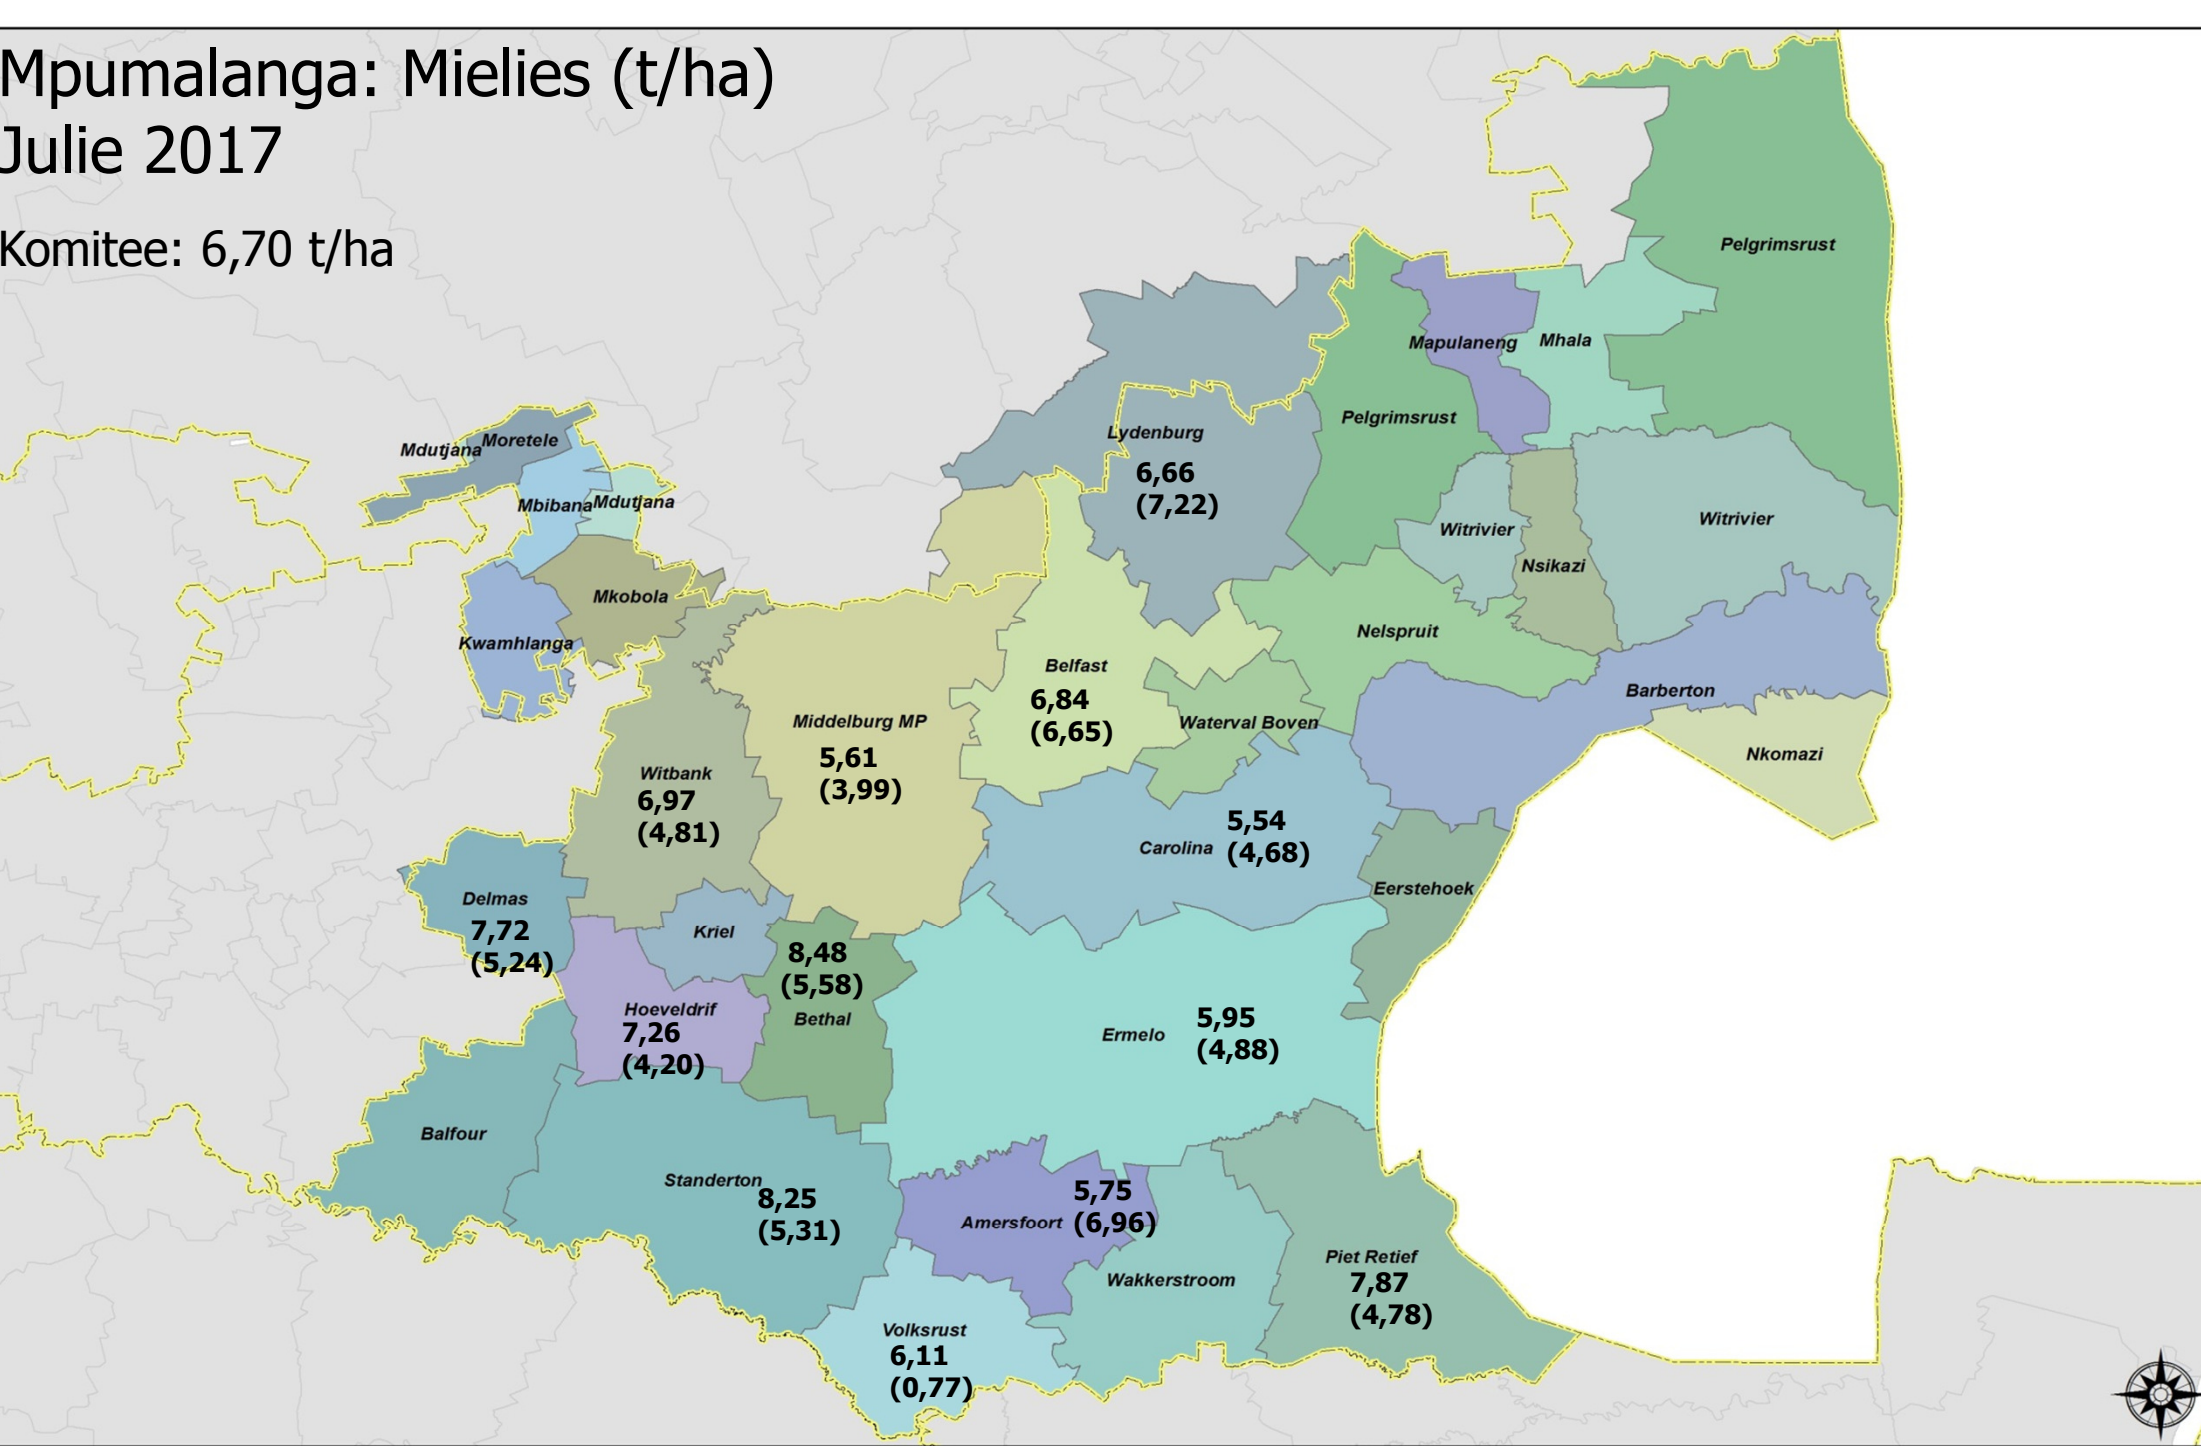 Mpumalanga: Mielies (t/ha)
Julie 2017
Komitee: 6,70 t/ha
Pelgrimsrust
Mapulaneng
Mhala
Pelgrimsrust
Lydenburg
6,66
(7,22)
Mdutjana
Moretele
Mbibana
Mdutjana
Witrivier
Witrivier
Nsikazi
Mkobola
Kwamhlanga
Nelspruit
Belfast
6,84
(6,65)
Barberton
Middelburg MP
5,61
(3,99)
Waterval Boven
Nkomazi
Witbank
6,97
(4,81)
Carolina
5,54
(4,68)
Eerstehoek
Delmas
7,72
(5,24)
Kriel
8,48
(5,58)
Bethal
Hoeveldrif
7,26
(4,20)
Ermelo
5,95
(4,88)
Balfour
Standerton
8,25
(5,31)
Amersfoort
5,75
(6,96)
Wakkerstroom
Piet Retief
7,87
(4,78)
Volksrust
6,11
(0,77)